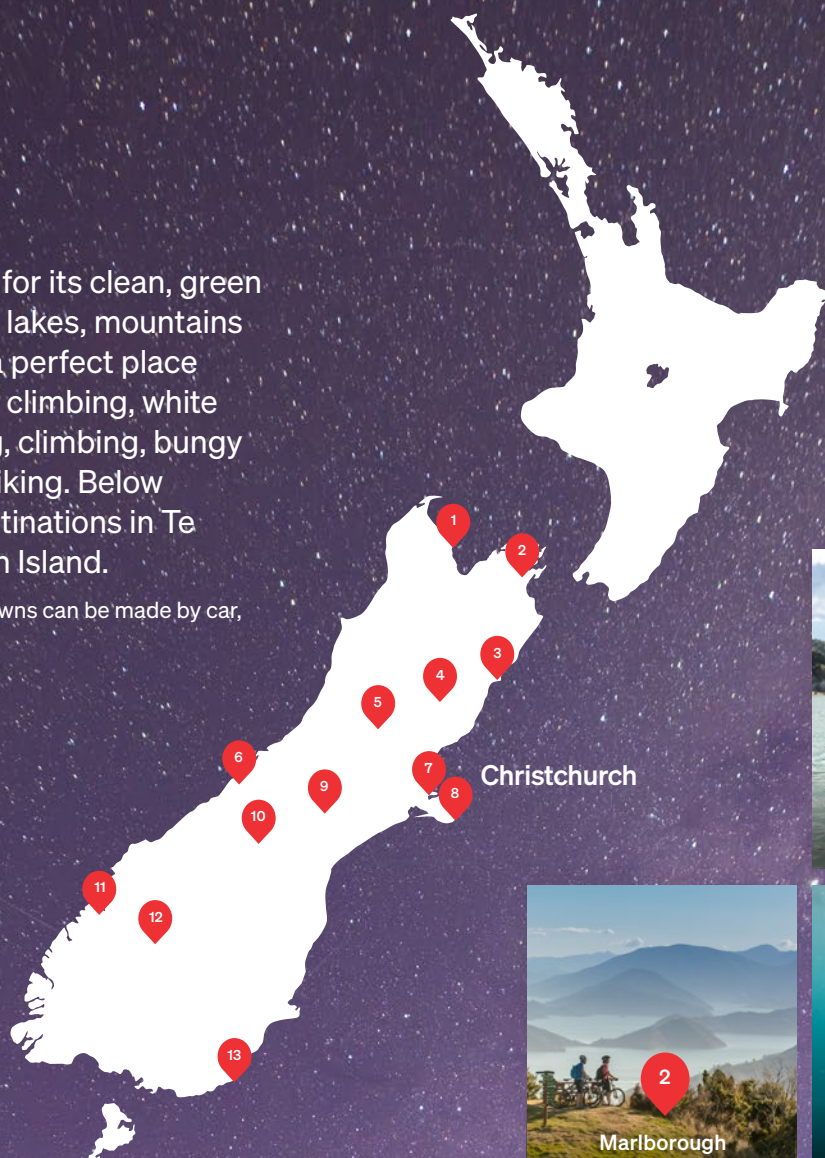 for its clean, green
lakes, mountains
perfect place
climbing, white
, climbing, bungy
iking. Below
tinations in Te
n Island.
owns can be made by car,
1
2
3
4
5
6
7
Christchurch
8
9
10
11
12
13
2
Marlborough